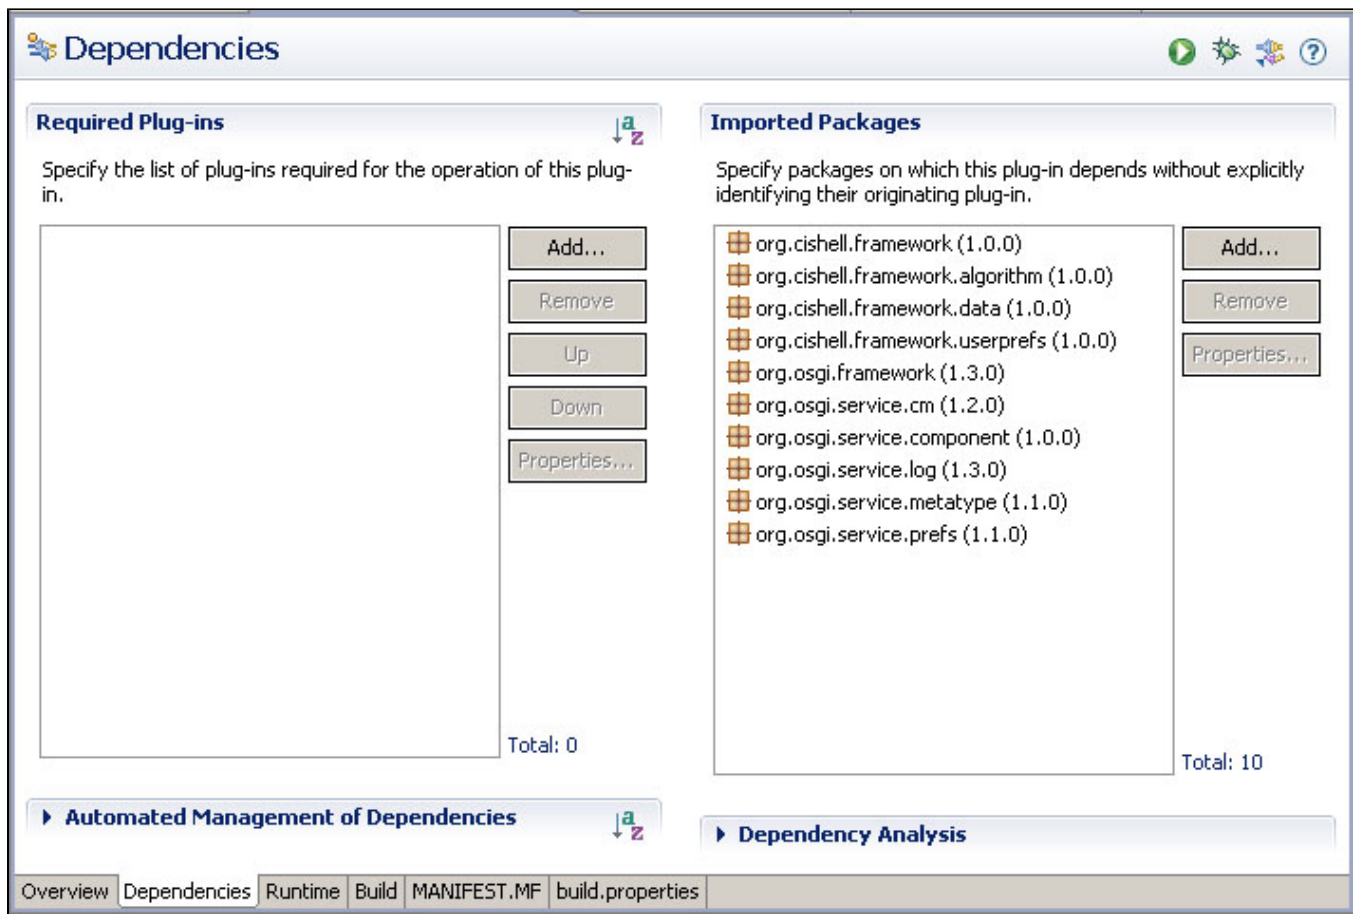 Dependencies
Required Plug-ins
Specify the list of plug-ins required for the operation of this plug-
in.
Add...
Remove
Up
Down
Properties...
Total: 0
Automated Management of Dependencies
Imported Packages
Specify packages on which this plug-in depends without explicitly
identifying their originating plug-in.
org.cishell.framework (1.0.0)
org.cishell.framework.algorithm (1.0.0)
org.cishell.framework.data (1.0.0)
org.cishell.framework.userprefs (1.0.0)
org.osgi.framework (1.3.0)
org.osgi.service.cm (1.2.0)
org.osgi.service.component (1.0.0)
org.osgi.service.log (1.3.0)
org.osgi.service.metatype (1.1.0)
org.osgi.service.prefs (1.1.0)
Add...
Remove
Properties...
Total: 10
Dependency Analysis
Overview Dependencies Runtime Build MANIFEST.MF build.properties